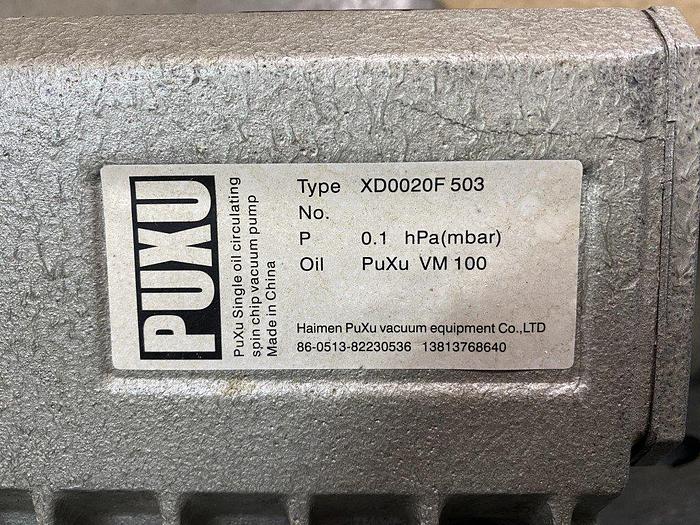 PUXU
PuXu Single oil circulating
spin chip vacuum pump
Made in China
Type XD0020F 503
No.
P 0.1 hPa(mbar)
Oil PuXu VM 100
Haimen PuXu vacuum equipment Co.,LTD
86-0513-82230536 13813768640